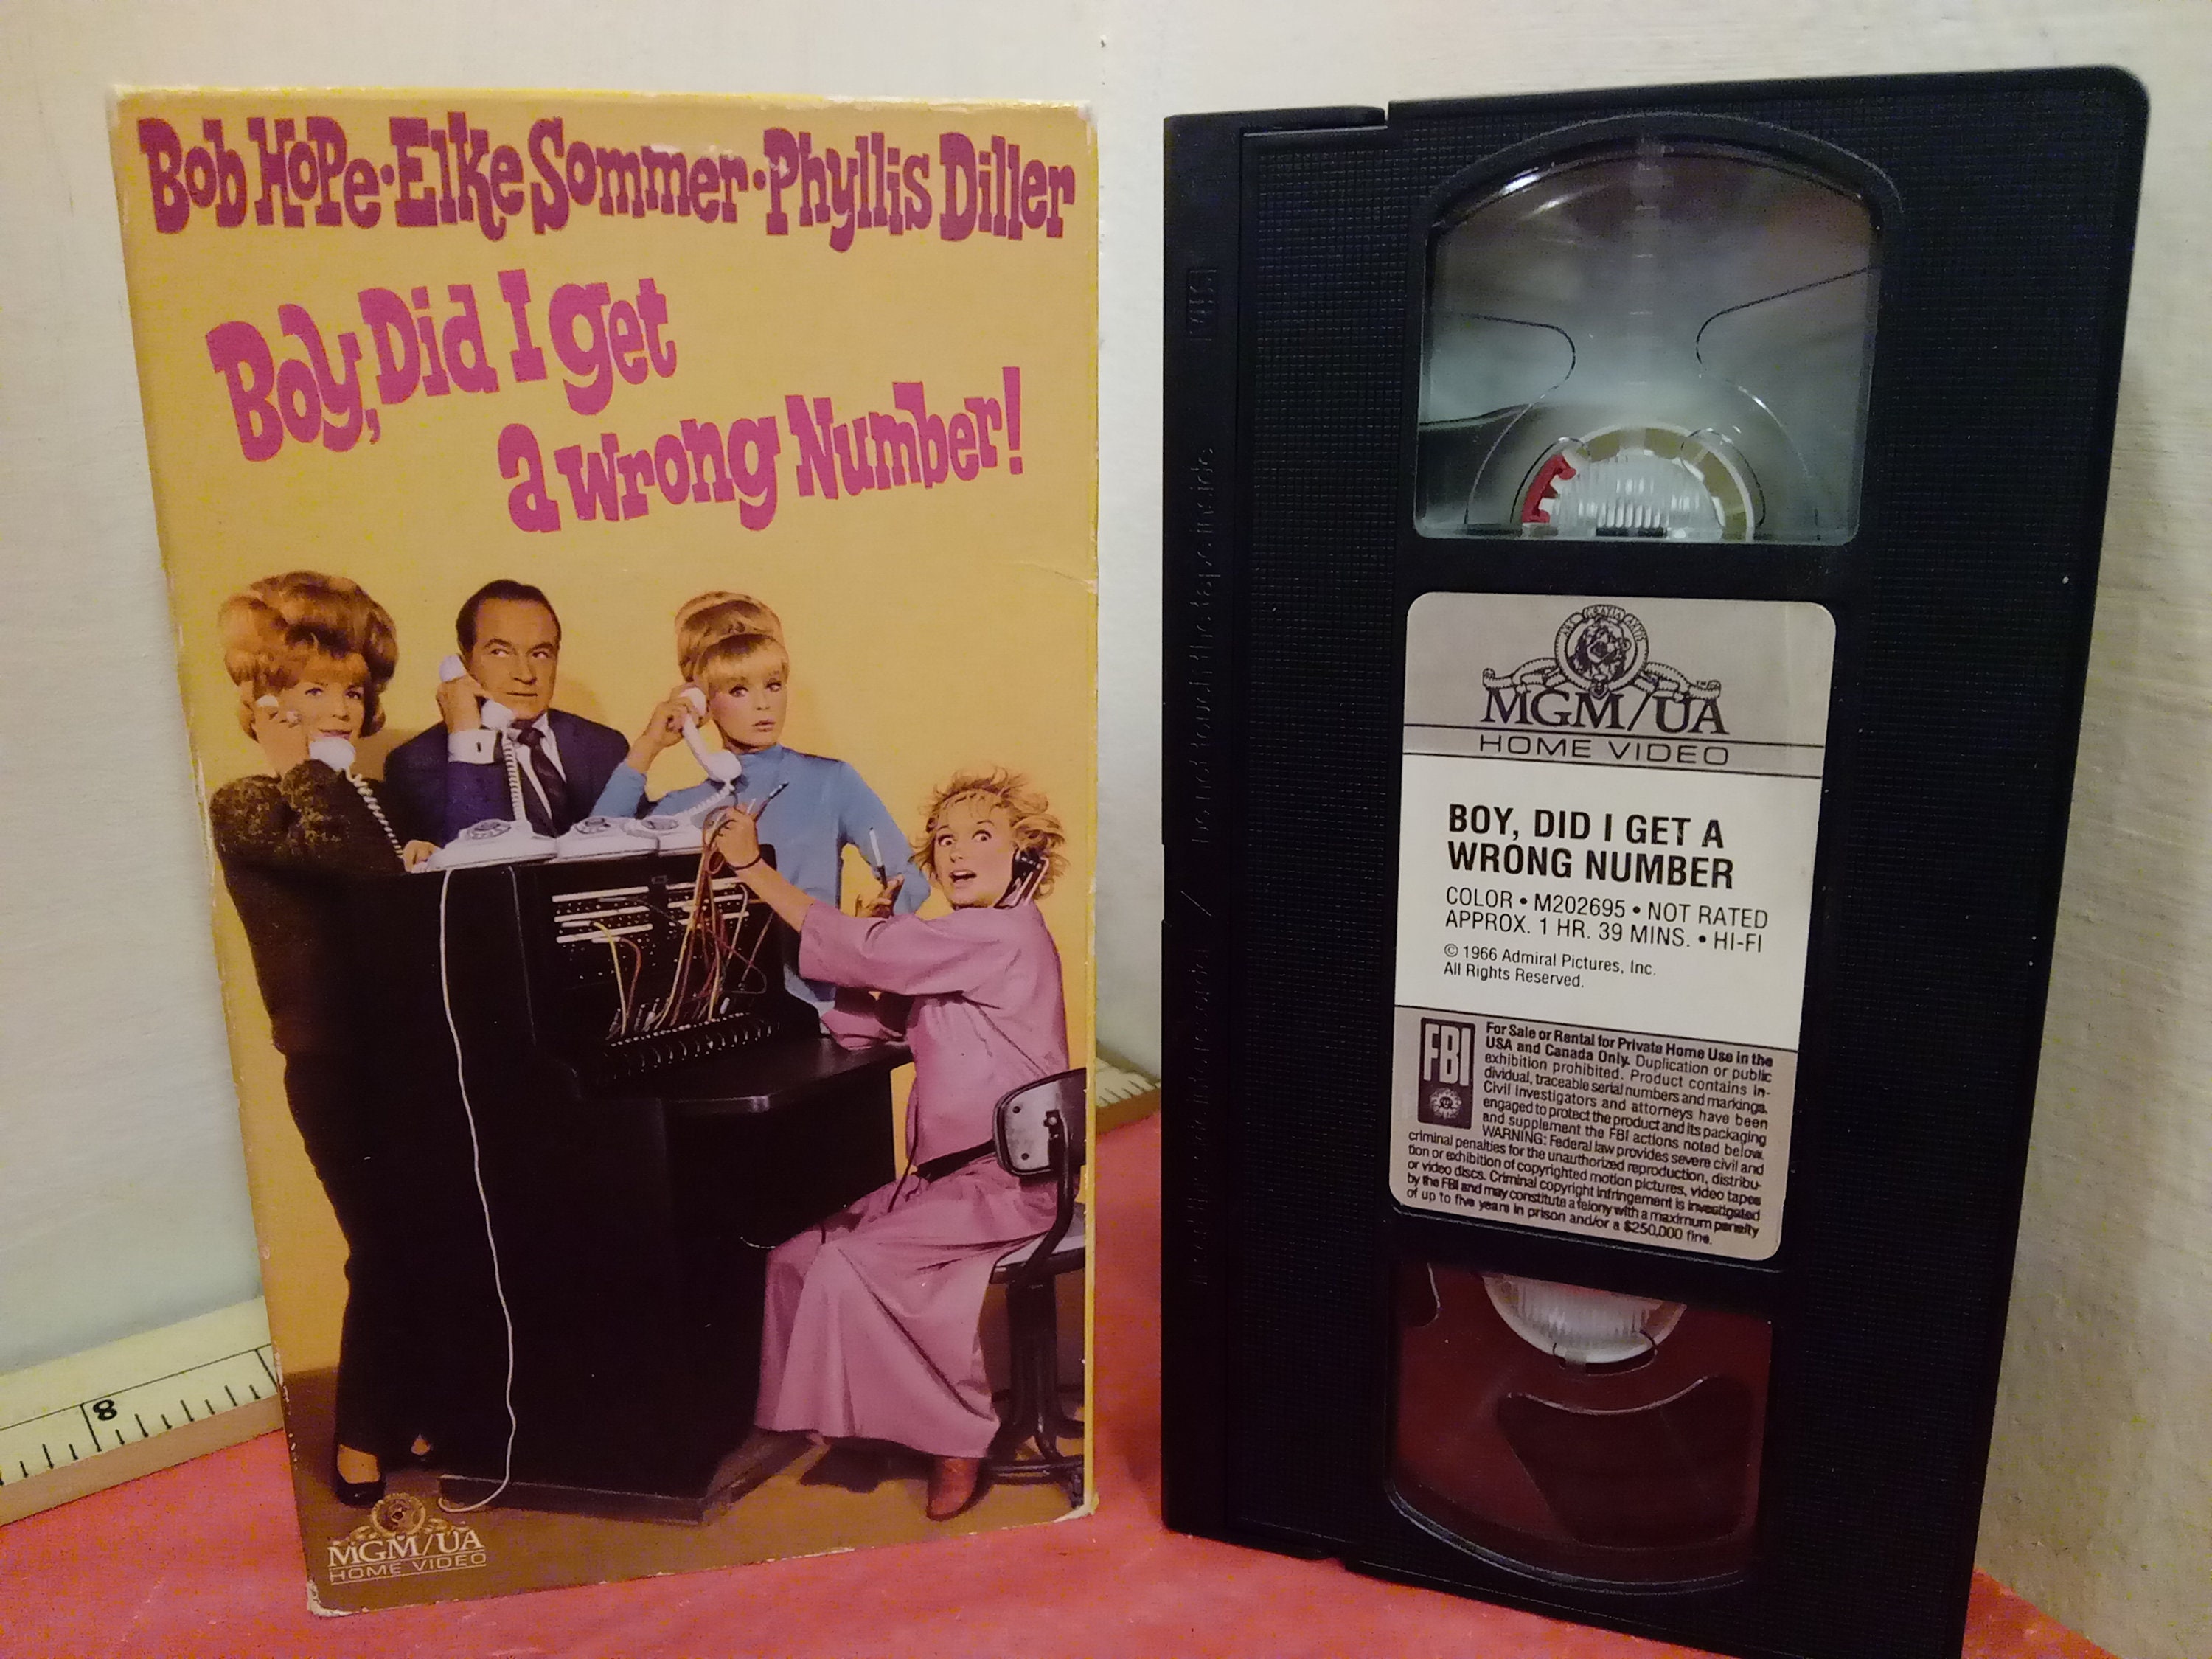 Bob Hope · Elke Sommer · Phyllis Diller
Boy, Did I get
a wrong Number!
MGM/UA
HOME VIDEO
8
VHS
ARS GRATIA ARTIS
MGM/UA
HOME VIDEO
BOY, DID I GET A
WRONG NUMBER
COLOR • M202695 • NOT RATED
APPROX. 1 HR. 39 MINS. • HI-FI
© 1966 Admiral Pictures, Inc.
All Rights Reserved.
FBI
For Sale or Rental for Private Home Use in the
USA and Canada Only. Duplication or public
exhibition prohibited. Product contains in-
dividual, traceable serial numbers and markings.
Civil Investigators and attorneys have been
engaged to protect the product and its packaging
and supplement the FBI actions noted below.
WARNING: Federal law provides severe civil and
criminal penalties for the unauthorized reproduction, distribu-
tion or exhibition of copyrighted motion pictures, video tapes
or video discs. Criminal copyright infringement is investigated
by the FBI and may constitute a felony with a maximum penalty
of up to five years in prison and/or a $250,000 fine.